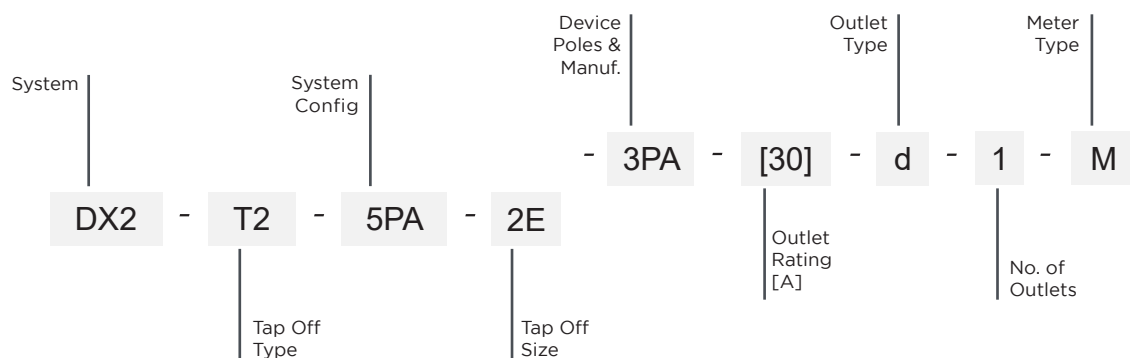 Device
Poles &
Manuf.
Outlet
Type
Meter
Type
System
System
Config
- 3PA - [30] - d - 1 - M
DX2 - T2 - 5PA - 2E
Outlet
Rating
[A]
No. of
Outlets
Tap Off
Type
Tap Off
Size